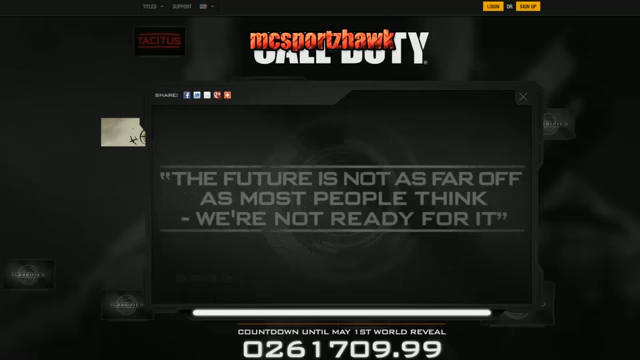 TITLES SUPPORT LOGIN OR SIGN UP
TACITUS
mcsportzhawk
CALL OF DUTY
SHARE:
“THE FUTURE IS NOT AS FAR OFF
AS MOST PEOPLE THINK
- WE'RE NOT READY FOR IT”
COUNTDOWN UNTIL MAY 1ST WORLD REVEAL
0261709.99